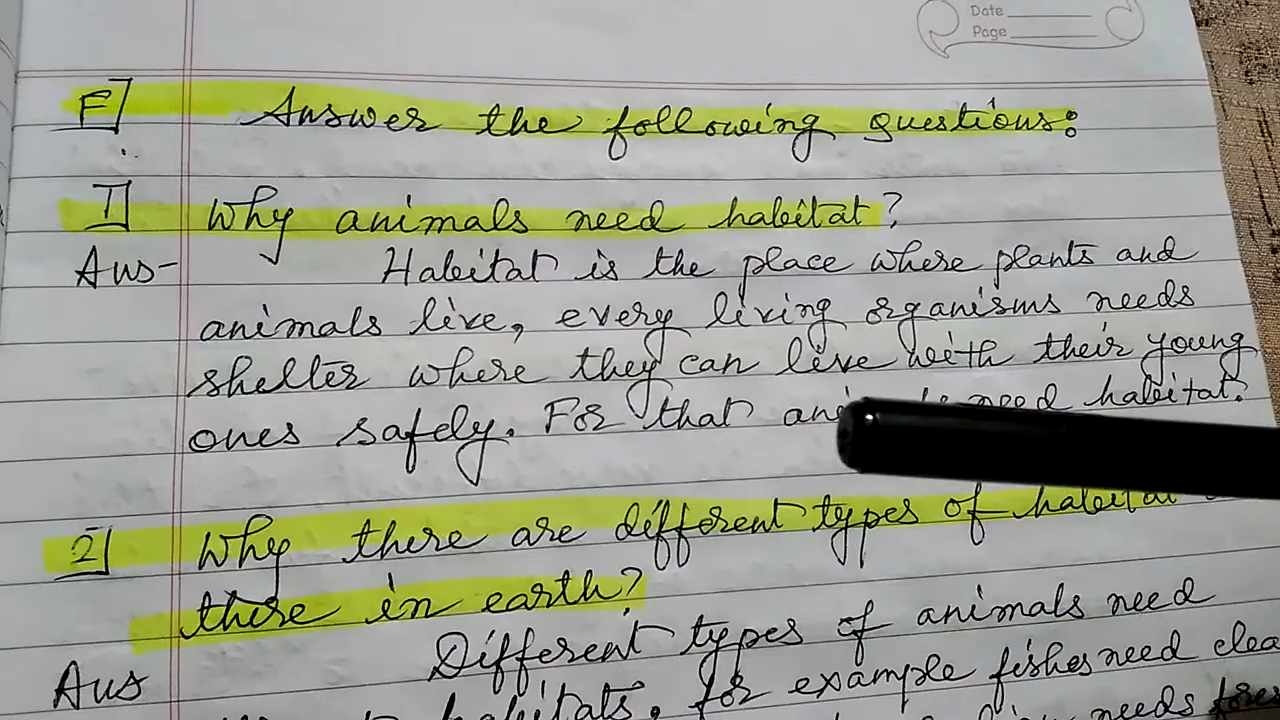 Date
Page
F] Answer the following questions:
1] Why animals need habitat?
Ans- Habitat is the place where plants and
animals live, every living organisms needs
shelter where they can live with their young
ones safely. For that need habitat.
2] Why there are different types of habitat
there in earth?
Ans Different types of animals need
habitats. for example fishes need
needs